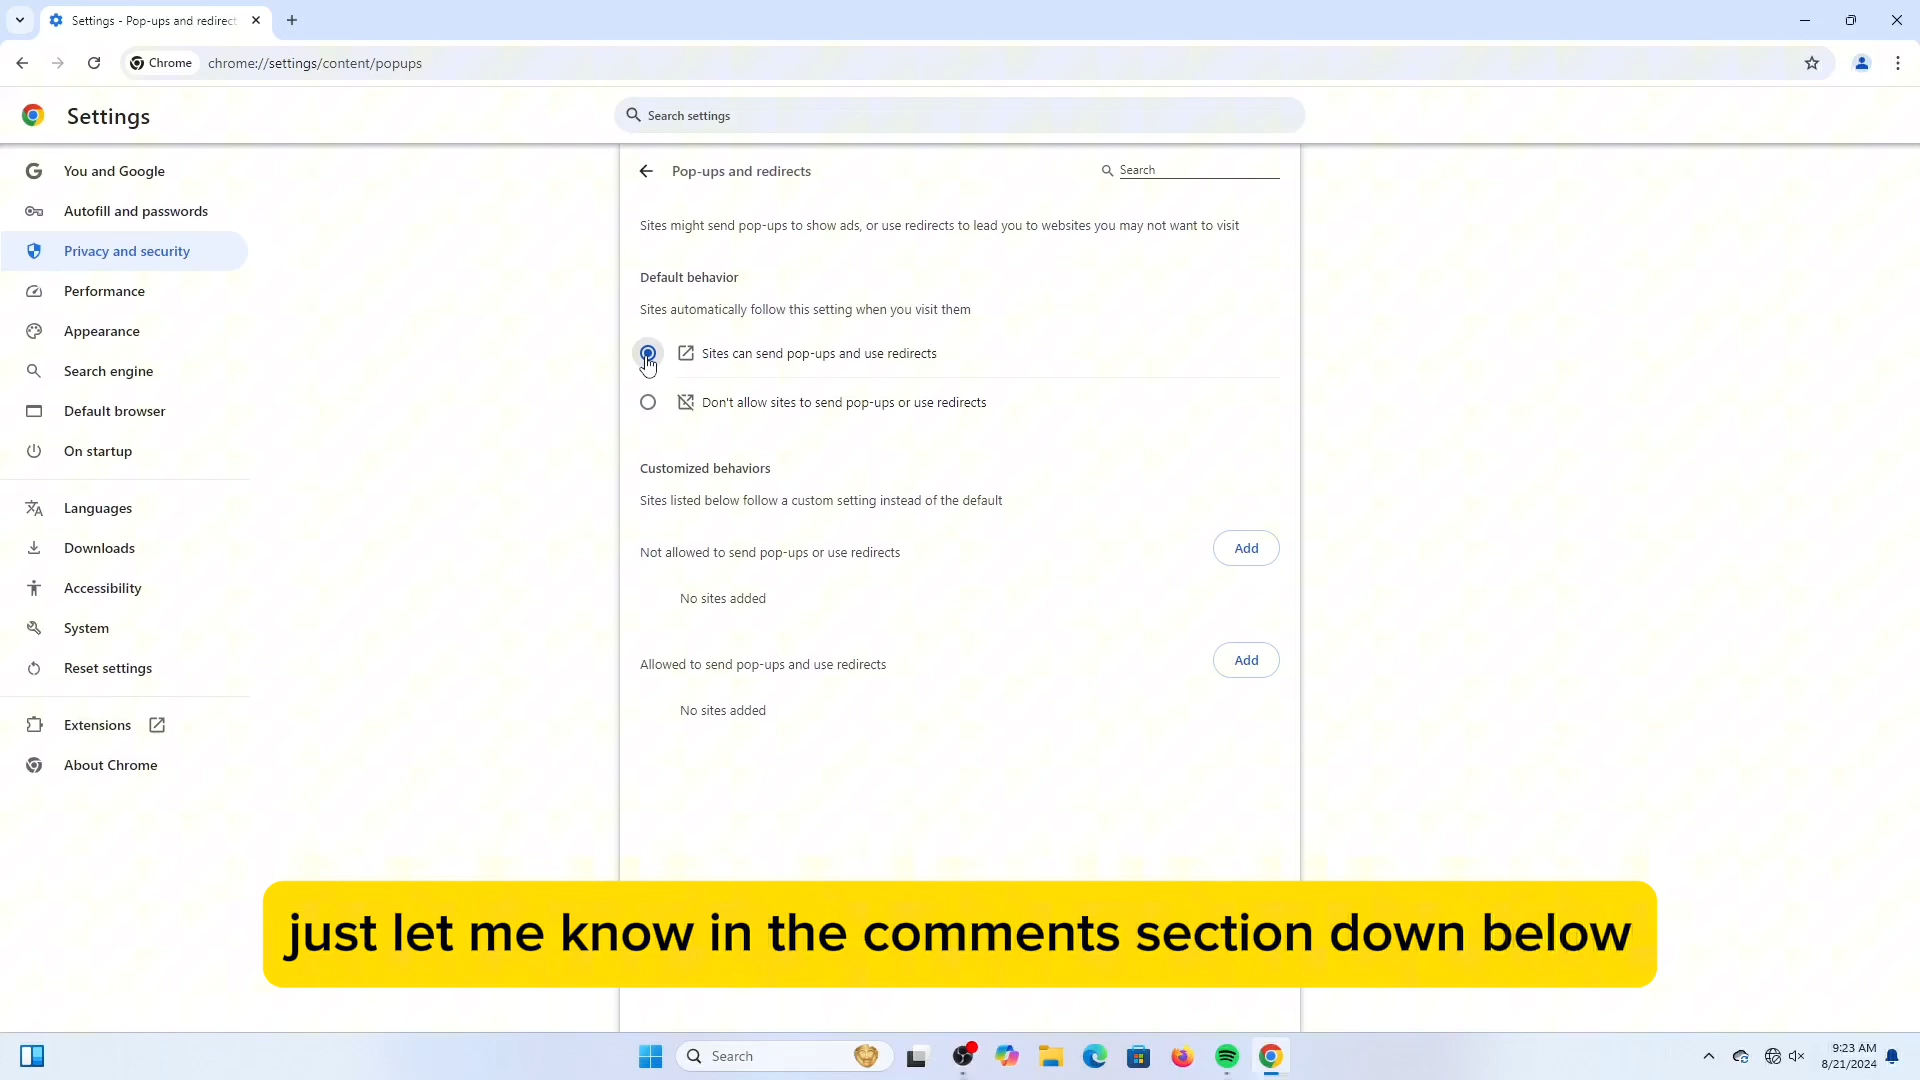 Settings - Pop-ups and redirect
Chrome
chrome://settings/content/popups
Settings
Search settings
You and Google
Autofill and passwords
Privacy and security
Performance
Appearance
Search engine
Default browser
On startup
Languages
Downloads
Accessibility
System
Reset settings
Extensions
About Chrome
Pop-ups and redirects
Search
Sites might send pop-ups to show ads, or use redirects to lead you to websites you may not want to visit
Default behavior
Sites automatically follow this setting when you visit them
Sites can send pop-ups and use redirects
Don't allow sites to send pop-ups or use redirects
Customized behaviors
Sites listed below follow a custom setting instead of the default
Not allowed to send pop-ups or use redirects
Add
No sites added
Allowed to send pop-ups and use redirects
Add
No sites added
just let me know in the comments section down below
Search
9:23 AM
8/21/2024